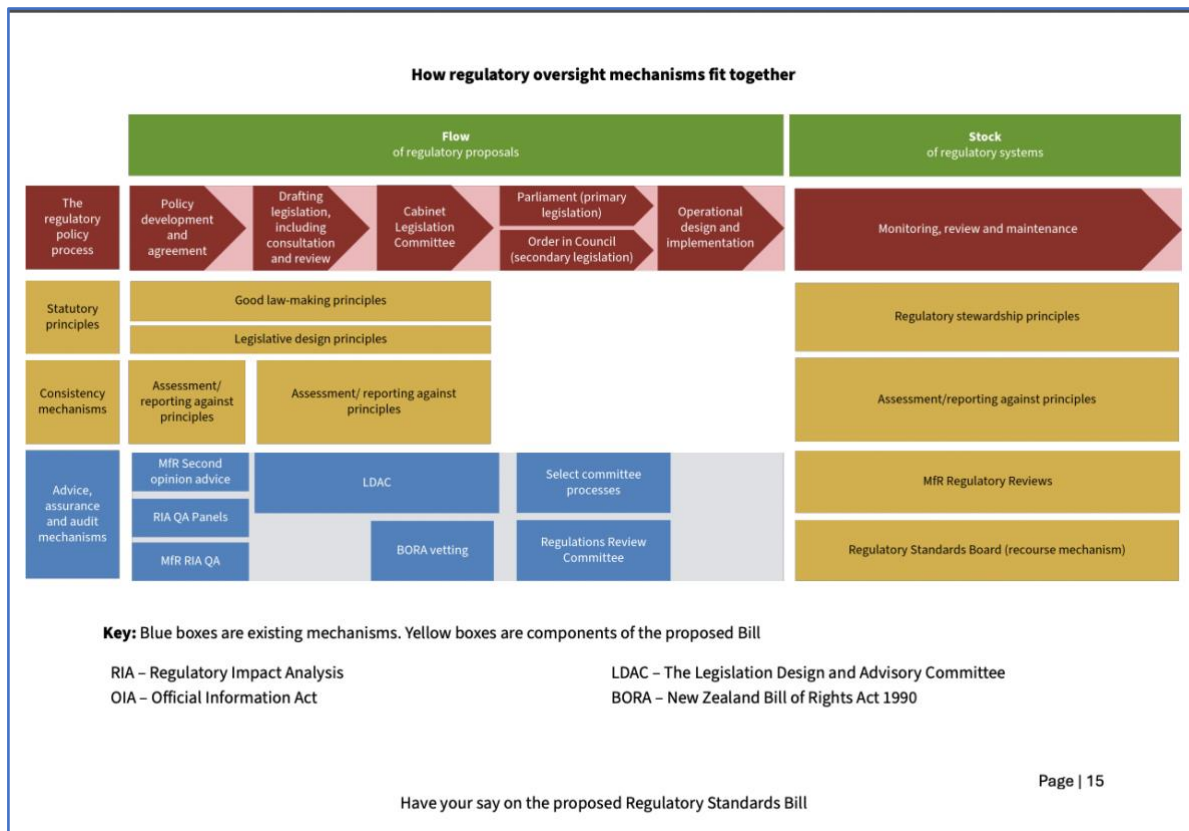 How regulatory oversight mechanisms fit together
Flow
of regulatory proposals
Stock
of regulatory systems
The
regulatory
policy
process
Policy
development
and
agreement
Drafting
legislation,
including
consultation
and review
Cabinet
Legislation
Committee
Parliament (primary
legislation)
Order in Council
(secondary legislation)
Operational
design and
implementation
Monitoring, review and maintenance
Statutory
principles
Good law-making principles
Legislative design principles
Regulatory stewardship principles
Consistency
mechanisms
Assessment/
reporting against
principles
Assessment/ reporting against
principles
Assessment/reporting against principles
Advice,
assurance
and audit
mechanisms
MfR Second
opinion advice
RIA QA Panels
MfR RIA QA
LDAC
BORA vetting
Select committee
processes
Regulations Review
Committee
MfR Regulatory Reviews
Regulatory Standards Board (recourse mechanism)
Key: Blue boxes are existing mechanisms. Yellow boxes are components of the proposed Bill
RIA – Regulatory Impact Analysis
OIA – Official Information Act
LDAC – The Legislation Design and Advisory Committee
BORA – New Zealand Bill of Rights Act 1990
Page | 15
Have your say on the proposed Regulatory Standards Bill